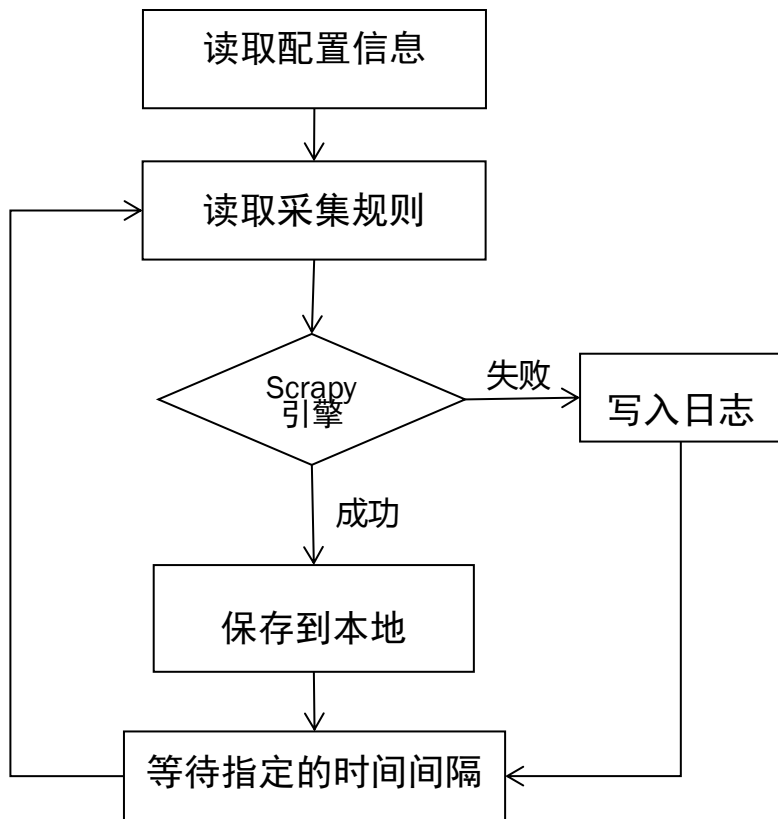 读取配置信息
读取采集规则
Scrapy
引擎
失败
写入日志
成功
保存到本地
等待指定的时间间隔